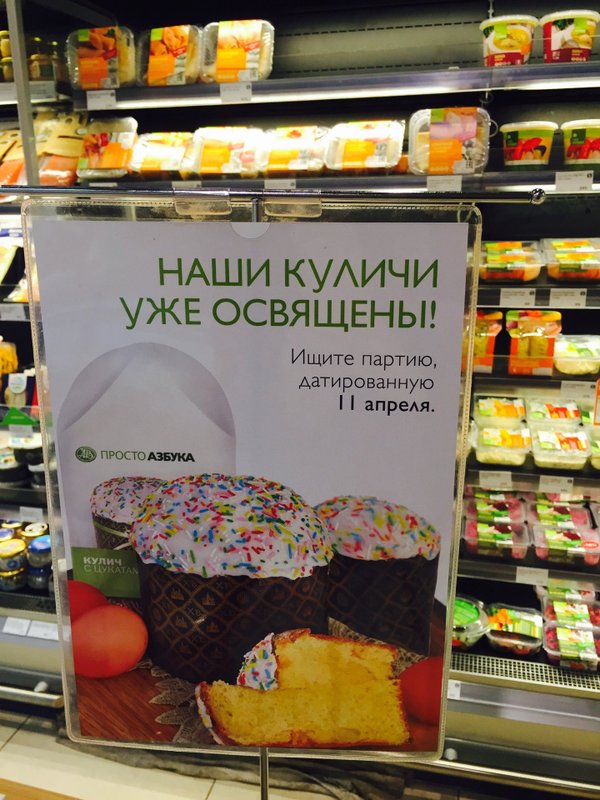 НАШИ КУЛИЧИ
УЖЕ ОСВЯЩЕНЫ!
Ищите партию,
датированную
11 апреля.
ПРОСТО АЗБУКА
КУЛИЧ
С ЦУКАТАМ